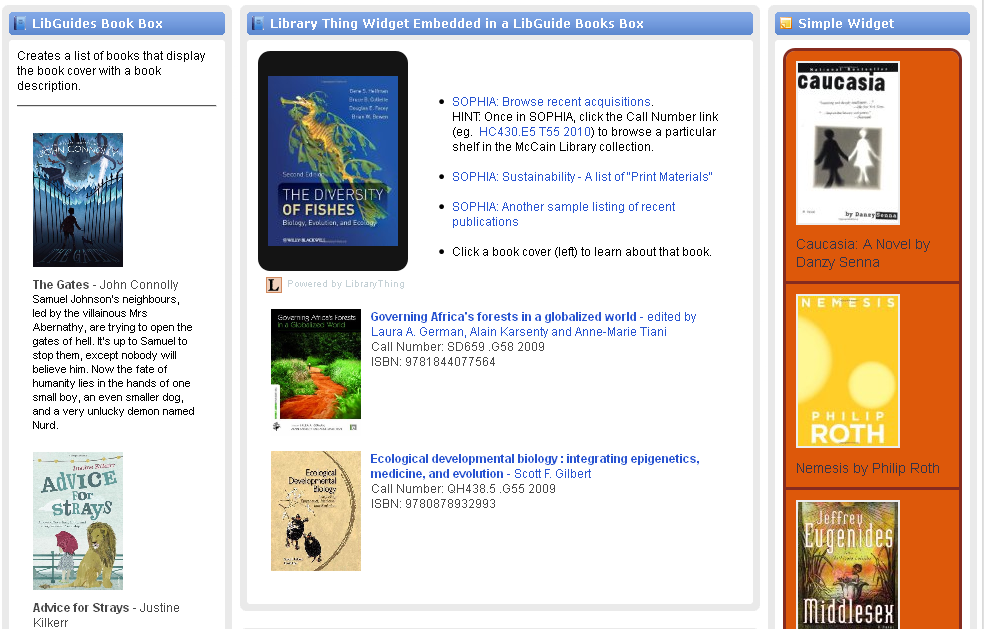 LibGuides Book Box
Creates a list of books that display
the book cover with a book
description.
JOHN CONNOLLY
THE GATES
The Gates - John Connolly
Samuel Johnson's neighbours,
led by the villainous Mrs
Abernathy, are trying to open the
gates of hell. It's up to Samuel to
stop them, except nobody will
believe him. Now the fate of
humanity lies in the hands of one
small boy, an even smaller dog,
and a very unlucky demon named
Nurd.
Justine Kilkerr
ADVICE
FOR
STRAYS
Advice for Strays - Justine
Kilkerr
Library Thing Widget Embedded in a LibGuide Books Box
Gene S. Helfman
Bruce B. Collette
Douglas E. Facey
Brian W. Bowen
Second Edition
THE DIVERSITY
OF FISHES
Biology, Evolution, and Ecology
WILEY-BLACKWELL
L Powered by LibraryThing
• SOPHIA: Browse recent acquisitions.
HINT: Once in SOPHIA, click the Call Number link
(eg. HC430.E5 T55 2010) to browse a particular
shelf in the McCain Library collection.
• SOPHIA: Sustainability - A list of "Print Materials"
• SOPHIA: Another sample listing of recent
publications
• Click a book cover (left) to learn about that book.
Governing Africa's Forests
in a Globalized World
Governing Africa's forests in a globalized world - edited by
Laura A. German, Alain Karsenty and Anne-Marie Tiani
Call Number: SD659 .G58 2009
ISBN: 9781844077564
Ecological
Developmental
Biology
Ecological developmental biology : integrating epigenetics,
medicine, and evolution - Scott F. Gilbert
Call Number: QH438.5 .G55 2009
ISBN: 9780878932993
Simple Widget
National Bestseller
caucasia
by Danzy Senna
Caucasia: A Novel by
Danzy Senna
NEMESIS
PHILIP
ROTH
Nemesis by Philip Roth
Jeffrey
Eugenides
Middlesex